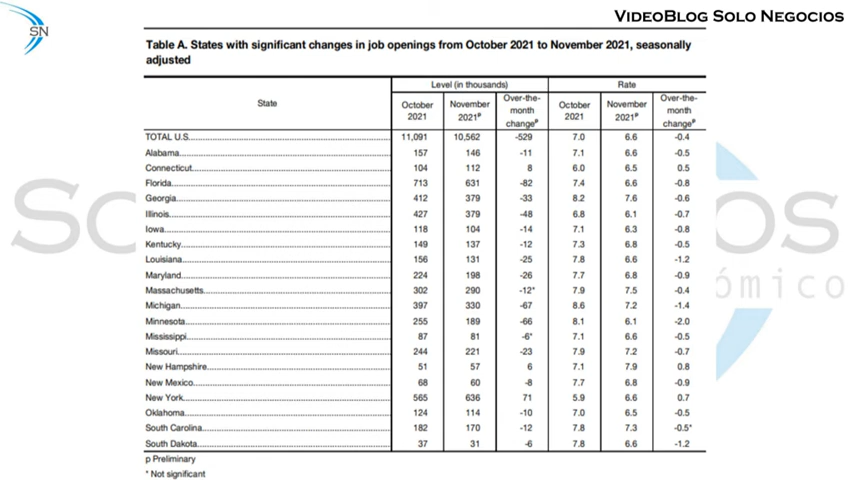 SN
VideoBlog Solo Negocios
Table A. States with significant changes in job openings from October 2021 to November 2021, seasonally
adjusted
State
Level (in thousands)
Rate
October 2021
November 2021ᵖ
Over-the-month changeᵖ
October 2021
November 2021ᵖ
Over-the-month changeᵖ
TOTAL U.S. 11,091 10,562 -529 7.0 6.6 -0.4
Alabama 157 146 -11 7.1 6.6 -0.5
Connecticut 104 112 8 6.0 6.5 0.5
Florida 713 631 -82 7.4 6.6 -0.8
Georgia 412 379 -33 8.2 7.6 -0.6
Illinois 427 379 -48 6.8 6.1 -0.7
Iowa 118 104 -14 7.1 6.3 -0.8
Kentucky 149 137 -12 7.3 6.8 -0.5
Louisiana 156 131 -25 7.8 6.6 -1.2
Maryland 224 198 -26 7.7 6.8 -0.9
Massachusetts 302 290 -12* 7.9 7.5 -0.4
Michigan 397 330 -67 8.6 7.2 -1.4
Minnesota 255 189 -66 8.1 6.1 -2.0
Mississippi 87 81 -6* 7.1 6.6 -0.5
Missouri 244 221 -23 7.9 7.2 -0.7
New Hampshire 51 57 6 7.1 7.9 0.8
New Mexico 68 60 -8 7.7 6.8 -0.9
New York 565 636 71 5.9 6.6 0.7
Oklahoma 124 114 -10 7.0 6.5 -0.5
South Carolina 182 170 -12 7.8 7.3 -0.5*
South Dakota 37 31 -6 7.8 6.6 -1.2
p Preliminary
* Not significant